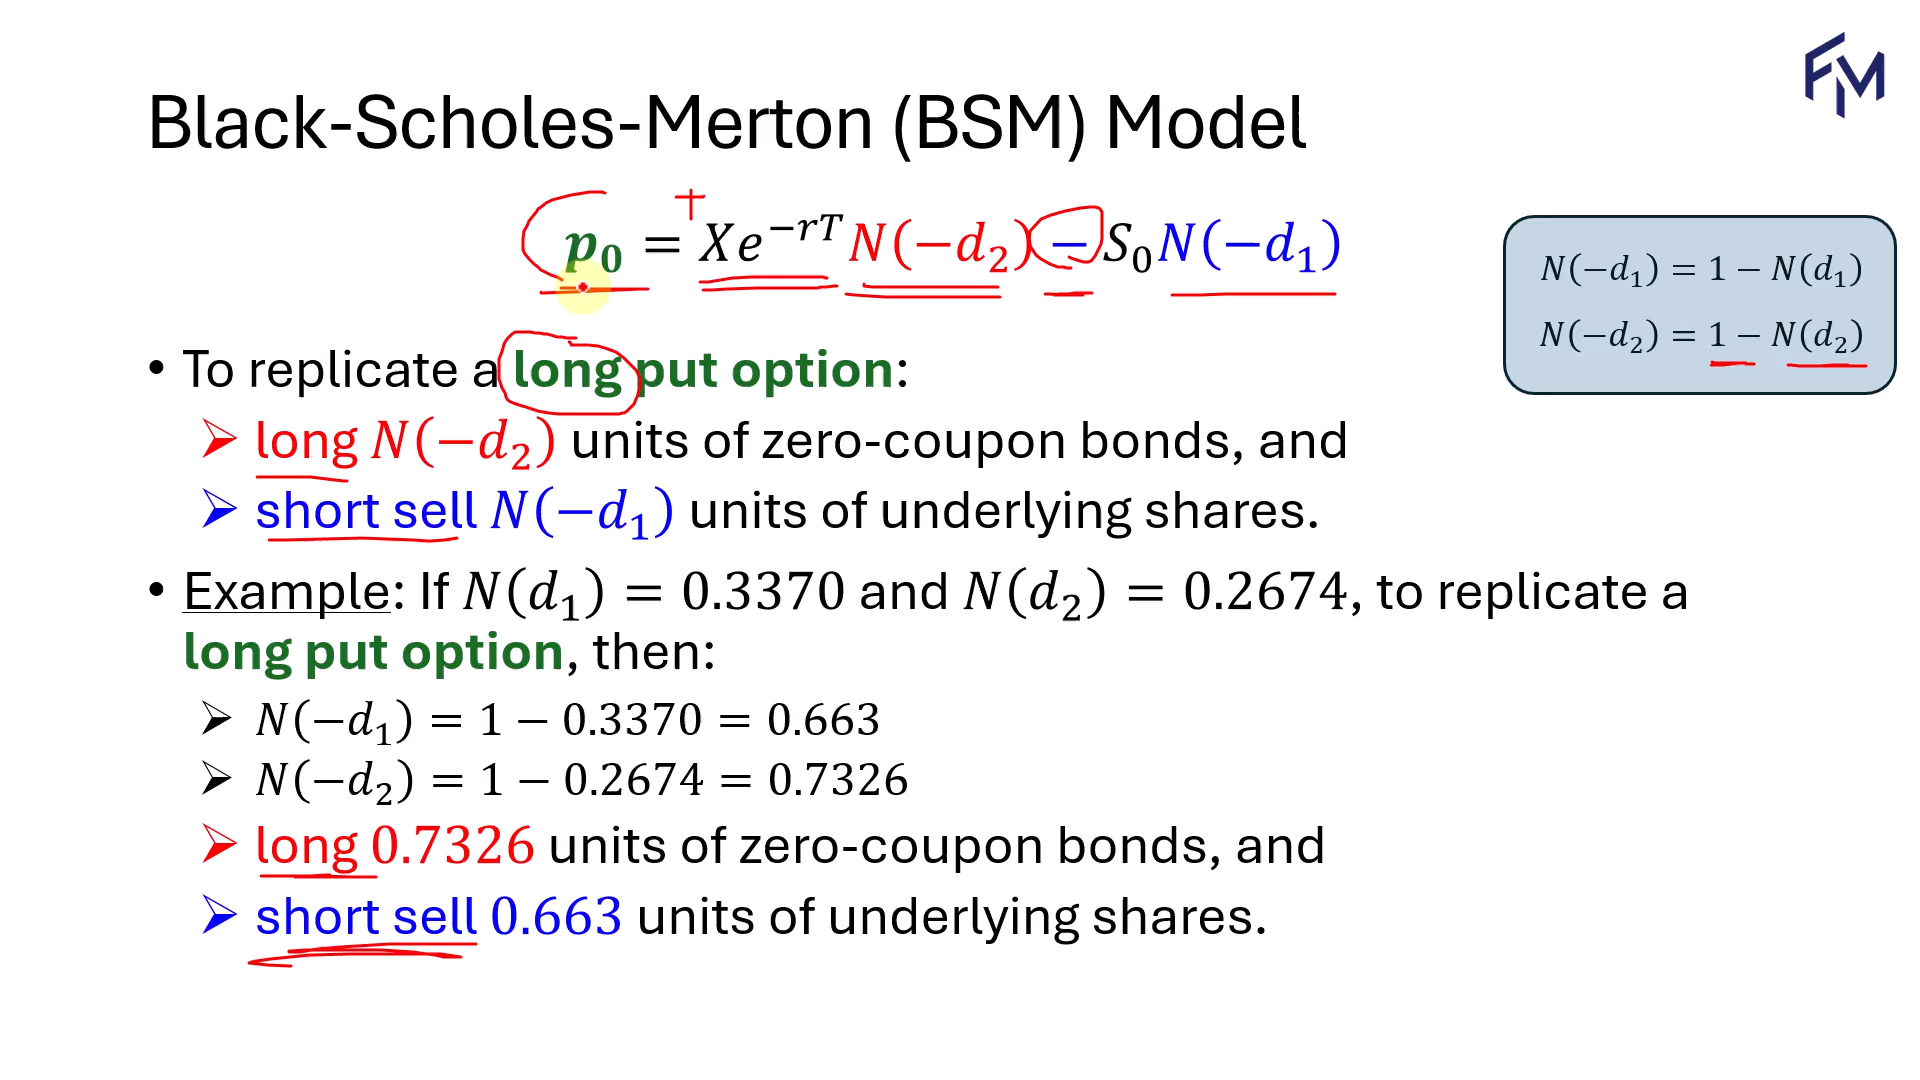 FM
Black-Scholes-Merton (BSM) Model
+
p₀ = Xe^{−rT}N(−d₂) − S₀N(−d₁)
N(−d₁) = 1 − N(d₁)
N(−d₂) = 1 − N(d₂)
• To replicate a long put option:
➢ long N(−d₂) units of zero-coupon bonds, and
➢ short sell N(−d₁) units of underlying shares.
• Example: If N(d₁) = 0.3370 and N(d₂) = 0.2674, to replicate a
long put option, then:
➢ N(−d₁) = 1 − 0.3370 = 0.663
➢ N(−d₂) = 1 − 0.2674 = 0.7326
➢ long 0.7326 units of zero-coupon bonds, and
➢ short sell 0.663 units of underlying shares.